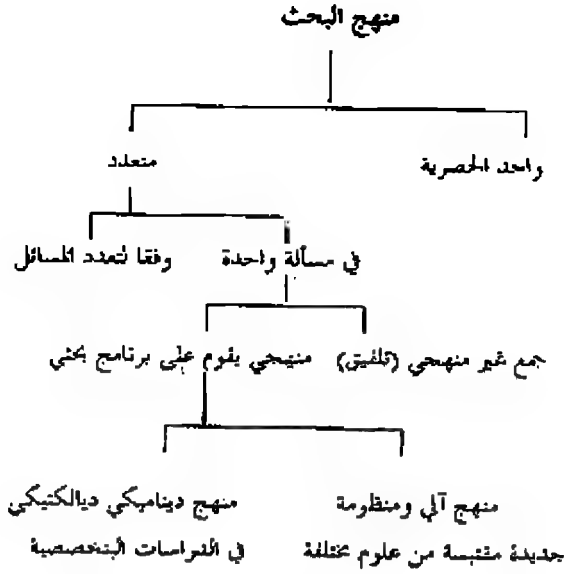 منهج البحث
واحد الحصرية
متعدد
في مسألة واحدة
وفقا لتعدد المسائل
جمع غير منهجي (تلفيق)
منهجي يقوم على برنامج بحثي
منهج آلي ومنظومة
جديدة مقتبسة من علوم مختلفة
منهج ديناميكي ديالكتيكي
في الدراسات التخصصية